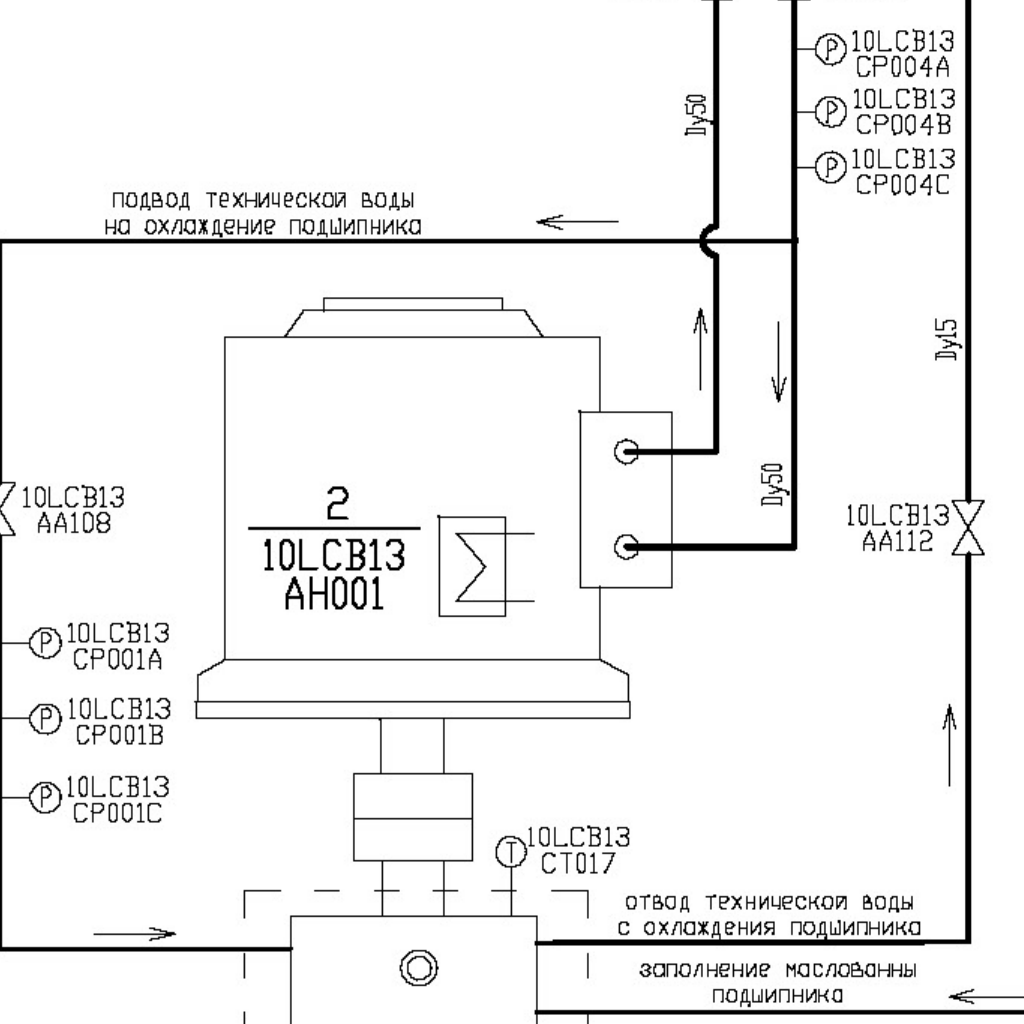 10LCB13
CP004A
Dy50
10LCB13
CP004B
10LCB13
CP004C
подвод технической воды
на охлаждение подшипника
Dy15
Dy50
2
10LCB13
AH001
10LCB13
AA108
10LCB13
AA112
P
P
P
10LCB13
CP001A
P
10LCB13
CP001B
P
10LCB13
CP001C
P
T
10LCB13
CT017
отвод технической воды
с охлаждения подшипника
заполнение маслованны
подшипника